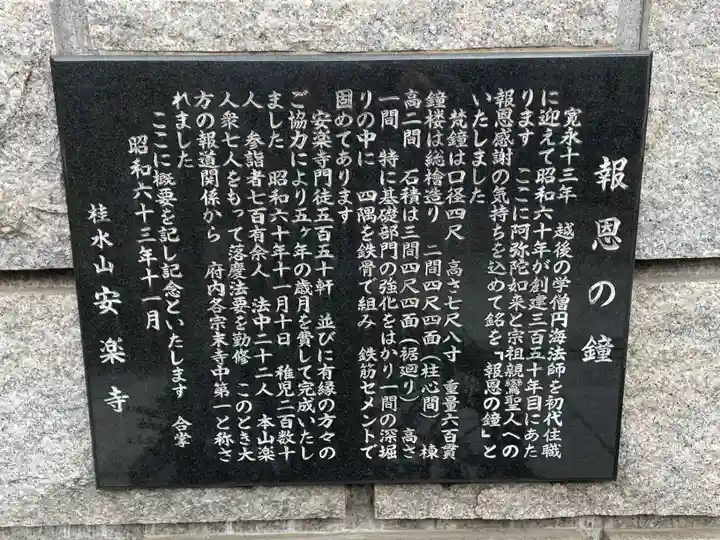 報恩の鐘
寛永十三年　越後の学僧円海法師を初代住職
に迎えて昭和六十年が創建三百五十年目にあた
ります　ここに阿弥陀如来と宗祖親鸞聖人への
報恩感謝の気持ちを込めて銘を「報恩の鐘」と
いたしました
梵鐘は口径四尺　高さ七尺八寸　重量六百貫
鐘楼は総檜造り　二間四尺四面（柱心間）　棟
高二間　石積は三間四尺四面（裾廻り）　高さ
一間　特に基礎部門の強化をはかり一間の深堀
りの中に　四隅を鉄骨で組み　鉄筋セメントで
固めてあります
安楽寺門徒五百五十軒　並びに有縁の方々の
ご協力により五ヶ年の歳月を費して完成いたし
ました　昭和六十年十一月十日　稚児二百数十
人　参詣者七百有余人　法中二十二人　本山楽
人衆七人をもって落慶法要を勤修　このとき大
方の報道関係から　府内各宗末寺中第一と称さ
れました
ここに概要を記し記念といたします　合掌
昭和六十三年十一月
桂水山　安楽寺